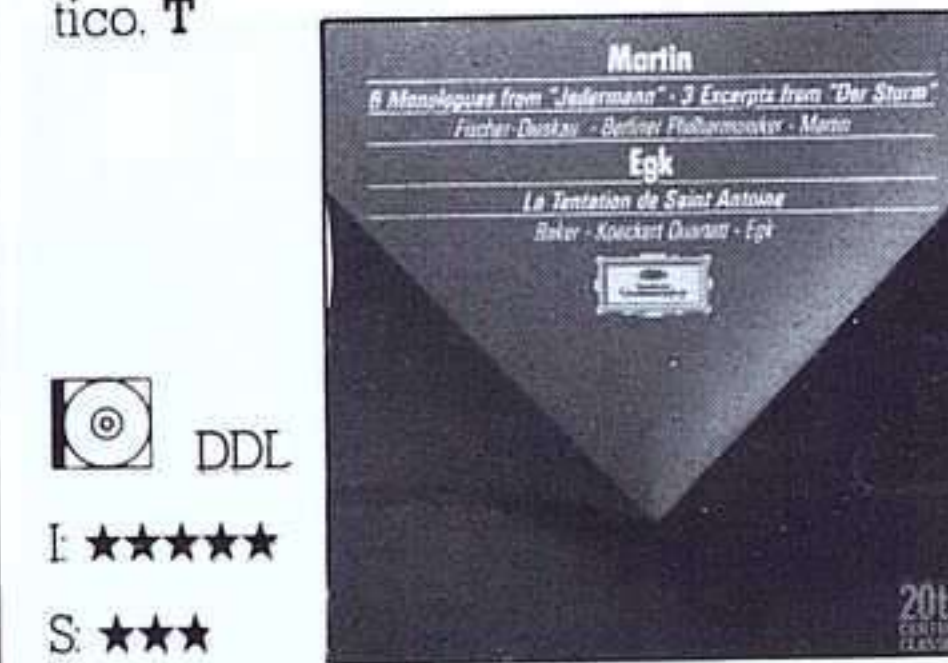 tico. T
Martin
6 Monologues from "Jedermann" · 3 Excerpts from "Der Sturm"
Fischer-Dieskau · Berliner Philharmoniker · Martin
Egk
La Tentation de Saint Antoine
Baker · Koeckert Quartett · Egk
DDL
I: ★★★★★
S: ★★★